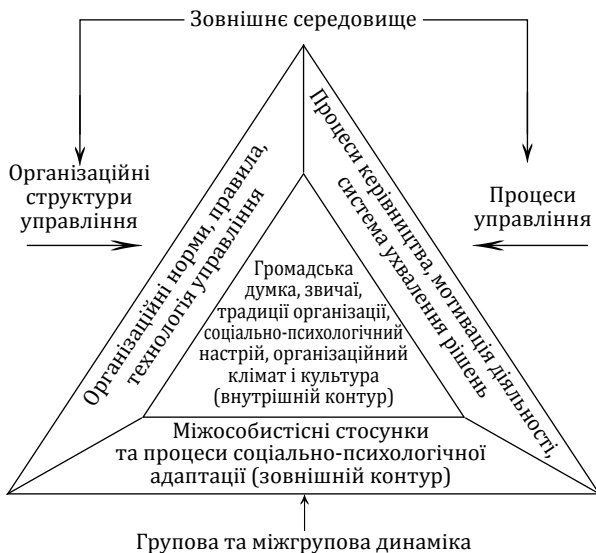 Зовнішнє середовище
Організаційні
структури
управління
Організаційні норми, правила,
технологія управління
Процеси керівництва, мотивація діяльності,
система ухвалення рішень
Процеси
управління
Громадська
думка, звичаї,
традиції організації,
соціально-психологічний
настрій, організаційний
клімат і культура
(внутрішній контур)
Міжособистісні стосунки
та процеси соціально-психологічної
адаптації (зовнішній контур)
Групова та міжгрупова динаміка